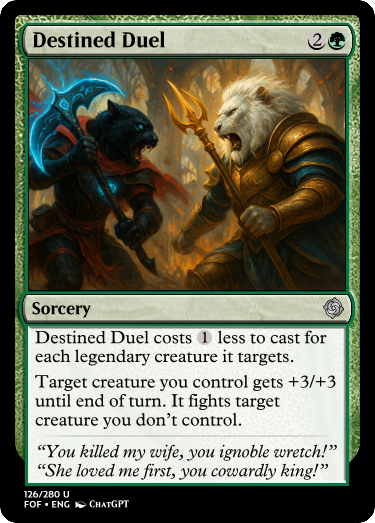 Destined Duel 2
Sorcery
Destined Duel costs 1 less to cast for
each legendary creature it targets.
Target creature you control gets +3/+3
until end of turn. It fights target
creature you don’t control.
“You killed my wife, you ignoble wretch!”
“She loved me first, you cowardly king!”
126/280 U
FOF • ENG ChatGPT